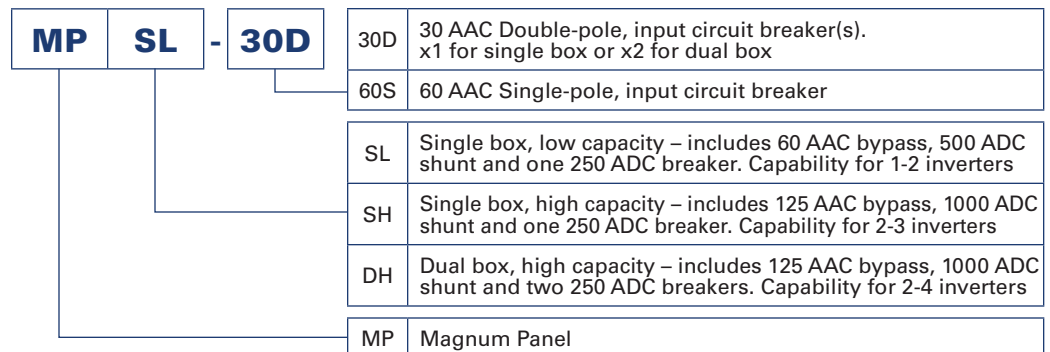 MP SL - 30D
30D 30 AAC Double-pole, input circuit breaker(s).
x1 for single box or x2 for dual box
60S 60 AAC Single-pole, input circuit breaker
SL Single box, low capacity – includes 60 AAC bypass, 500 ADC
shunt and one 250 ADC breaker. Capability for 1-2 inverters
SH Single box, high capacity – includes 125 AAC bypass, 1000 ADC
shunt and one 250 ADC breaker. Capability for 2-3 inverters
DH Dual box, high capacity – includes 125 AAC bypass, 1000 ADC
shunt and two 250 ADC breakers. Capability for 2-4 inverters
MP Magnum Panel